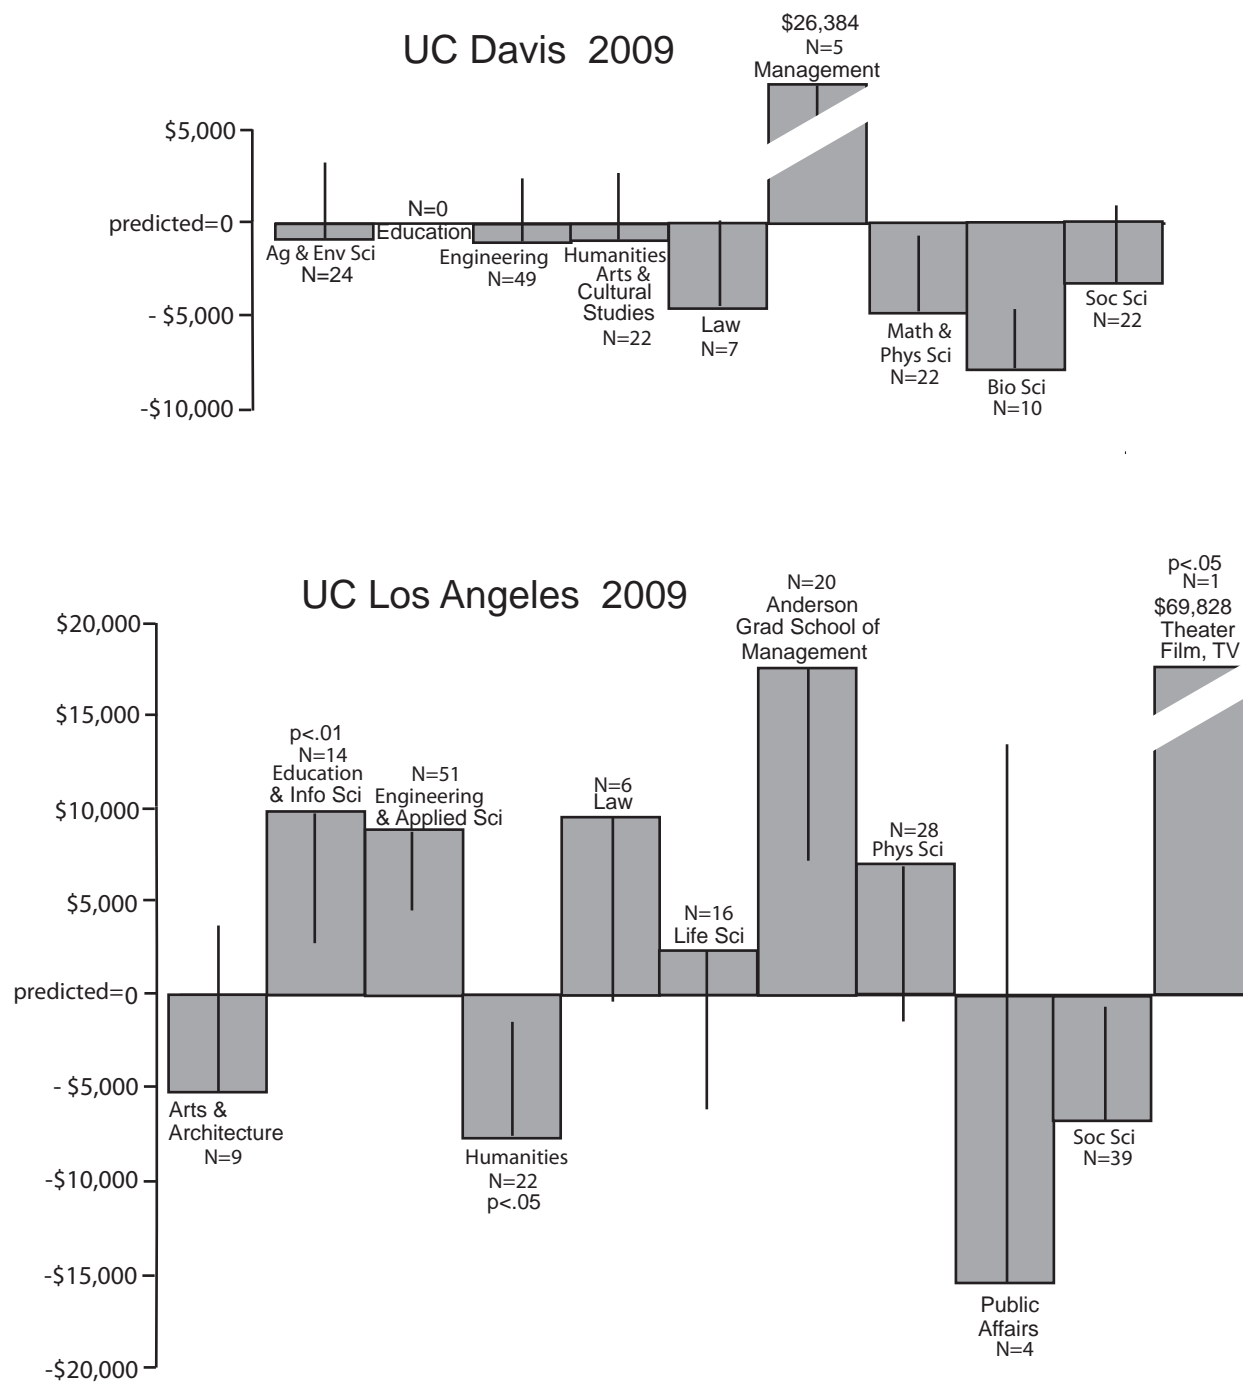 UC Davis 2009
$26,384
N=5
Management
$5,000
predicted=0
- $5,000
-$10,000
Ag & Env Sci
N=24
N=0
Education
Engineering
N=49
Humanities
Arts &
Cultural
Studies
N=22
Law
N=7
Math &
Phys Sci
N=22
Bio Sci
N=10
Soc Sci
N=22
UC Los Angeles 2009
$20,000
$15,000
$10,000
$5,000
predicted=0
- $5,000
-$10,000
-$15,000
-$20,000
Arts &
Architecture
N=9
p<.01
N=14
Education
& Info Sci
N=51
Engineering
& Applied Sci
Humanities
N=22
p<.05
N=6
Law
N=16
Life Sci
N=20
Anderson
Grad School of
Management
N=28
Phys Sci
Public
Affairs
N=4
Soc Sci
N=39
p<.05
N=1
$69,828
Theater
Film, TV